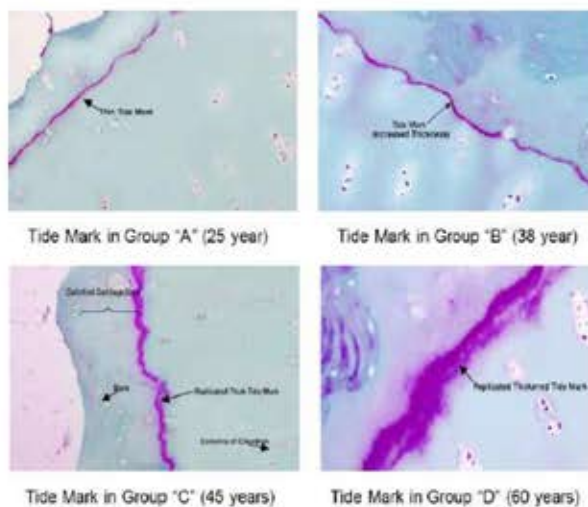 Thin Tide Mark
Tide Mark
(Increased Thickness)
Tide Mark in Group "A" (25 year)
Tide Mark in Group "B" (38 year)
Calcified Cartilage
Bone
Replicated Thick Tide Mark
Replicated Thickened Tide Mark
Tide Mark in Group "C" (45 years)
Tide Mark in Group "D" (60 years)